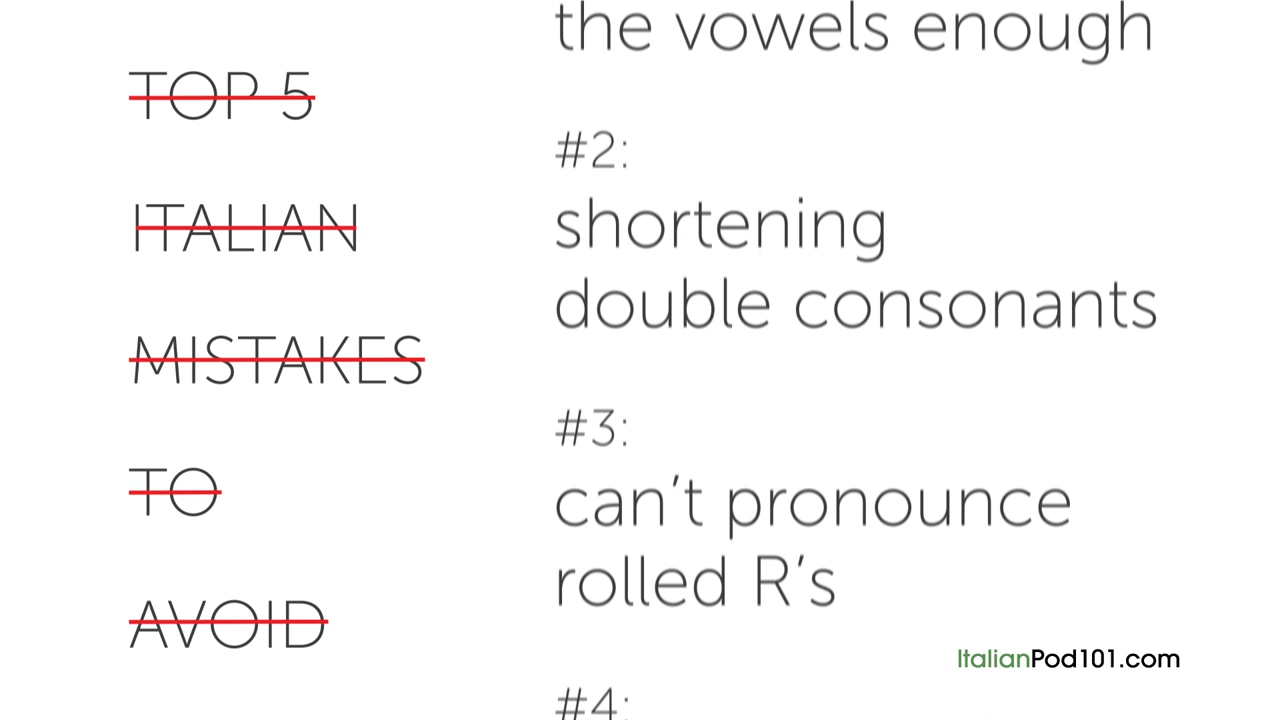 TOP 5
ITALIAN
MISTAKES
TO
AVOID
the vowels enough
#2:
shortening
double consonants
#3:
can't pronounce
rolled R's
#4:
ItalianPod101.com